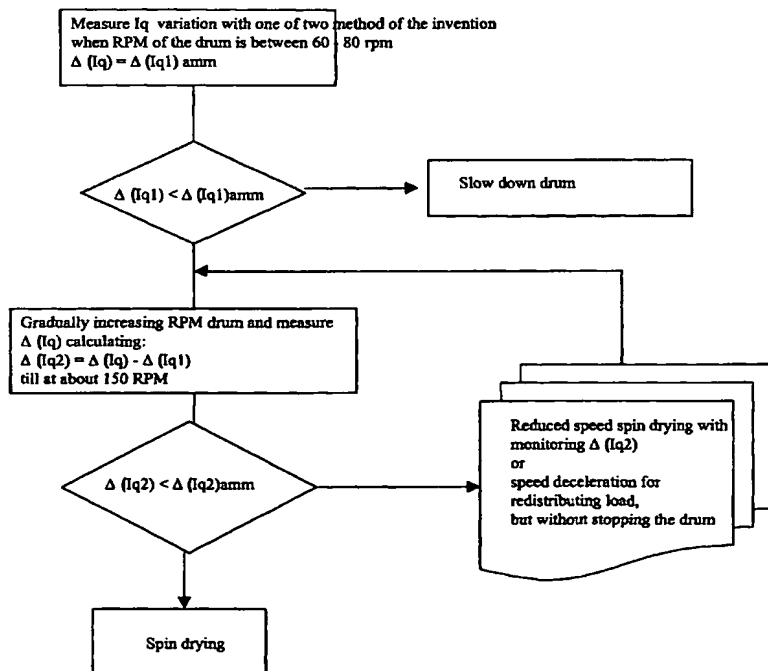 Measure Iq variation with one of two method of the invention
when RPM of the drum is between 60 80 rpm
Δ (Iq) = Δ (Iq1) amm
Δ (Iq1) < Δ (Iq1)amm
Slow down drum
Gradually increasing RPM drum and measure
Δ (Iq) calculating:
Δ (Iq2) = Δ (Iq) - Δ (Iq1)
till at about 150 RPM
Reduced speed spin drying with
monitoring Δ (Iq2)
or
speed deceleration for
redistributing load,
but without stopping the drum
Δ (Iq2) < Δ (Iq2)amm
Spin drying